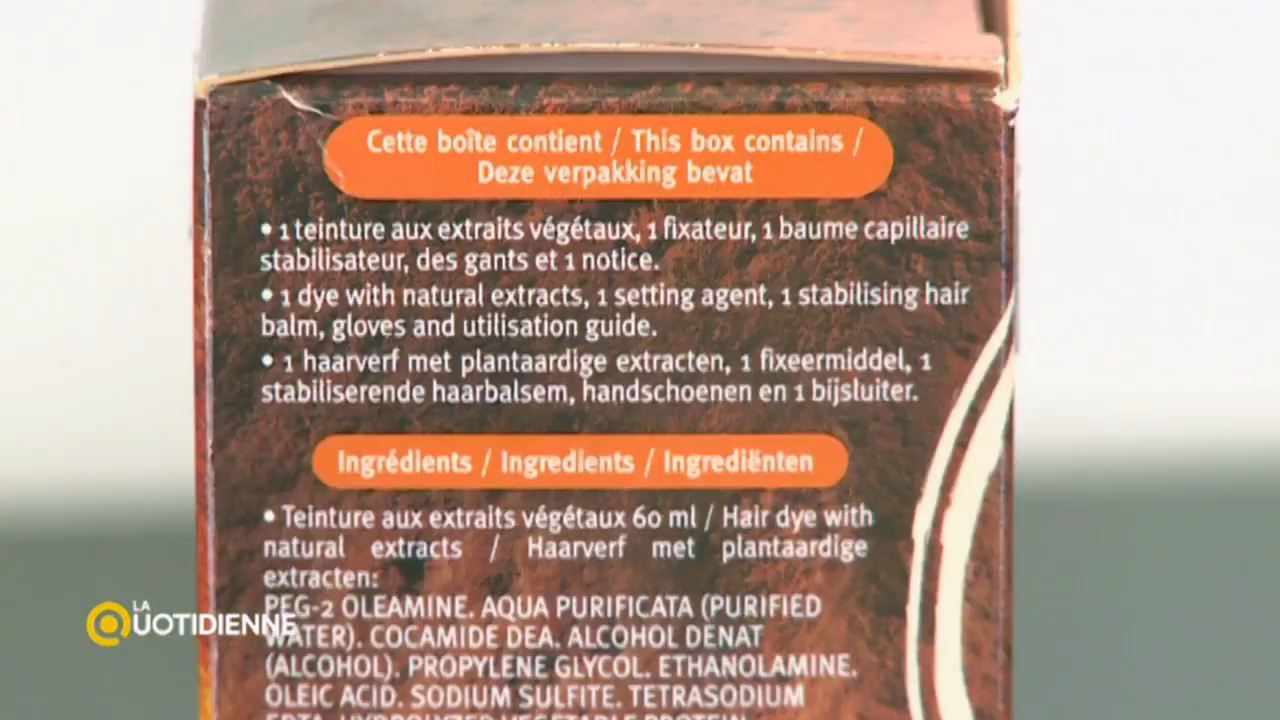 Cette boîte contient / This box contains /
Deze verpakking bevat
• 1 teinture aux extraits végétaux, 1 fixateur, 1 baume capillaire
stabilisateur, des gants et 1 notice.
• 1 dye with natural extracts, 1 setting agent, 1 stabilising hair
balm, gloves and utilisation guide.
• 1 haarverf met plantaardige extracten, 1 fixeermiddel, 1
stabiliserende haarbalsem, handschoenen en 1 bijsluiter.
Ingrédients / Ingredients / Ingrediënten
• Teinture aux extraits végétaux 60 ml / Hair dye with
natural extracts / Haarverf met plantaardige
extracten:
PEG-2 OLEAMINE. AQUA PURIFICATA (PURIFIED
WATER). COCAMIDE DEA. ALCOHOL DENAT
(ALCOHOL). PROPYLENE GLYCOL. ETHANOLAMINE.
OLEIC ACID. SODIUM SULFITE. TETRASODIUM
EDTA. HYDROLYZED VEGETABLE PROTEIN.
LA
QUOTIDIENNE